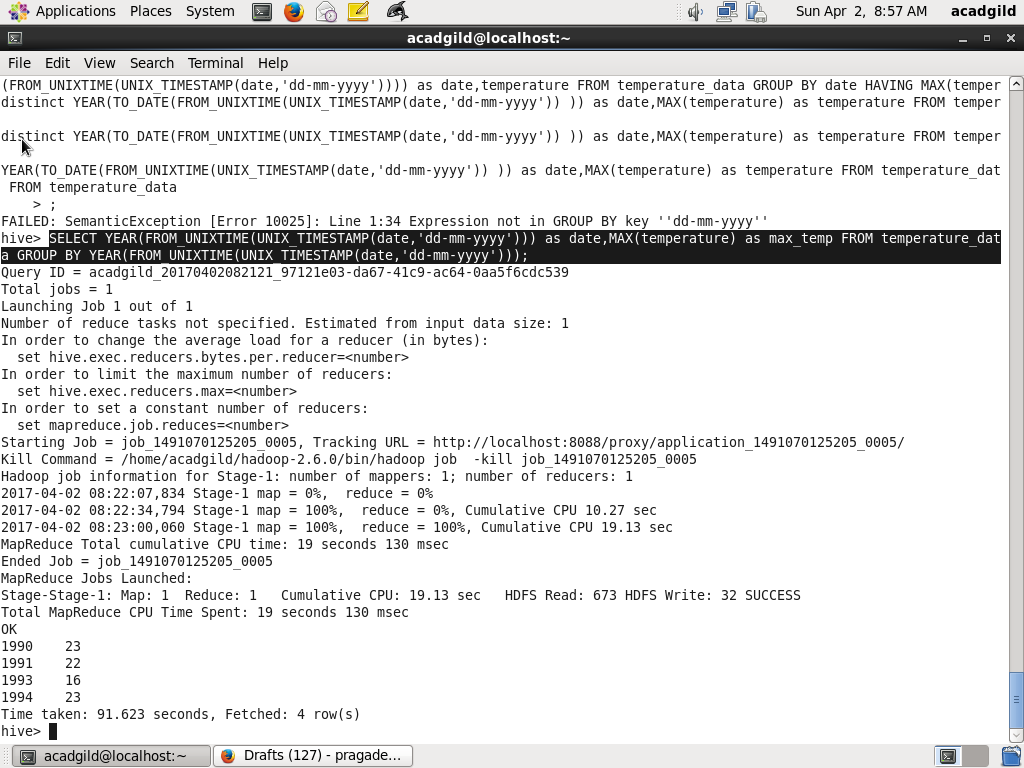 Applications Places System Sun Apr 2, 8:57 AM acadgild
acadgild@localhost:~
File Edit View Search Terminal Help
(FROM_UNIXTIME(UNIX_TIMESTAMP(date,'dd-mm-yyyy')))) as date,temperature FROM temperature_data GROUP BY date HAVING MAX(temper
distinct YEAR(TO_DATE(FROM_UNIXTIME(UNIX_TIMESTAMP(date,'dd-mm-yyyy')) )) as date,MAX(temperature) as temperature FROM temper
distinct YEAR(TO_DATE(FROM_UNIXTIME(UNIX_TIMESTAMP(date,'dd-mm-yyyy')) )) as date,MAX(temperature) as temperature FROM temper
YEAR(TO_DATE(FROM_UNIXTIME(UNIX_TIMESTAMP(date,'dd-mm-yyyy')) )) as date,MAX(temperature) as temperature FROM temperature_dat
FROM temperature_data
> ;
FAILED: SemanticException [Error 10025]: Line 1:34 Expression not in GROUP BY key ''dd-mm-yyyy''
hive> SELECT YEAR(FROM_UNIXTIME(UNIX_TIMESTAMP(date,'dd-mm-yyyy'))) as date,MAX(temperature) as max_temp FROM temperature_dat
a GROUP BY YEAR(FROM_UNIXTIME(UNIX_TIMESTAMP(date,'dd-mm-yyyy')));
Query ID = acadgild_20170402082121_97121e03-da67-41c9-ac64-0aa5f6cdc539
Total jobs = 1
Launching Job 1 out of 1
Number of reduce tasks not specified. Estimated from input data size: 1
In order to change the average load for a reducer (in bytes):
set hive.exec.reducers.bytes.per.reducer=<number>
In order to limit the maximum number of reducers:
set hive.exec.reducers.max=<number>
In order to set a constant number of reducers:
set mapreduce.job.reduces=<number>
Starting Job = job_1491070125205_0005, Tracking URL = http://localhost:8088/proxy/application_1491070125205_0005/
Kill Command = /home/acadgild/hadoop-2.6.0/bin/hadoop job  -kill job_1491070125205_0005
Hadoop job information for Stage-1: number of mappers: 1; number of reducers: 1
2017-04-02 08:22:07,834 Stage-1 map = 0%,  reduce = 0%
2017-04-02 08:22:34,794 Stage-1 map = 100%,  reduce = 0%, Cumulative CPU 10.27 sec
2017-04-02 08:23:00,060 Stage-1 map = 100%,  reduce = 100%, Cumulative CPU 19.13 sec
MapReduce Total cumulative CPU time: 19 seconds 130 msec
Ended Job = job_1491070125205_0005
MapReduce Jobs Launched:
Stage-Stage-1: Map: 1  Reduce: 1   Cumulative CPU: 19.13 sec   HDFS Read: 673 HDFS Write: 32 SUCCESS
Total MapReduce CPU Time Spent: 19 seconds 130 msec
OK
1990    23
1991    22
1993    16
1994    23
Time taken: 91.623 seconds, Fetched: 4 row(s)
hive>
acadgild@localhost:~ Drafts (127) - pragade...